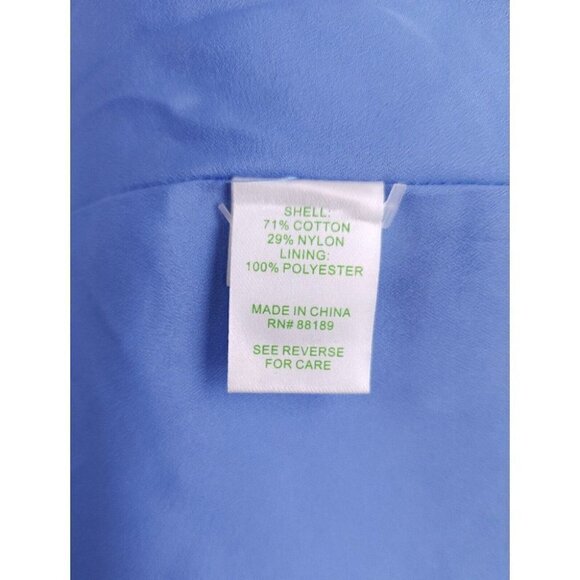 SHELL:
71% COTTON
29% NYLON
LINING:
100% POLYESTER
MADE IN CHINA
RN# 88189
SEE REVERSE
FOR CARE